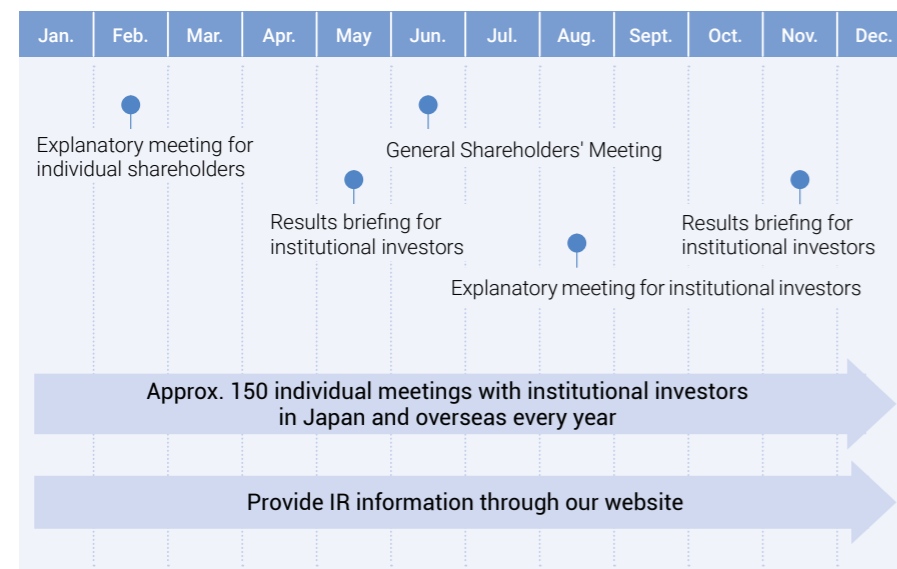 Jan. Feb. Mar. Apr. May Jun. Jul. Aug. Sept. Oct. Nov. Dec.
Explanatory meeting for
individual shareholders
General Shareholders' Meeting
Results briefing for
institutional investors
Results briefing for
institutional investors
Explanatory meeting for institutional investors
Approx. 150 individual meetings with institutional investors
in Japan and overseas every year
Provide IR information through our website